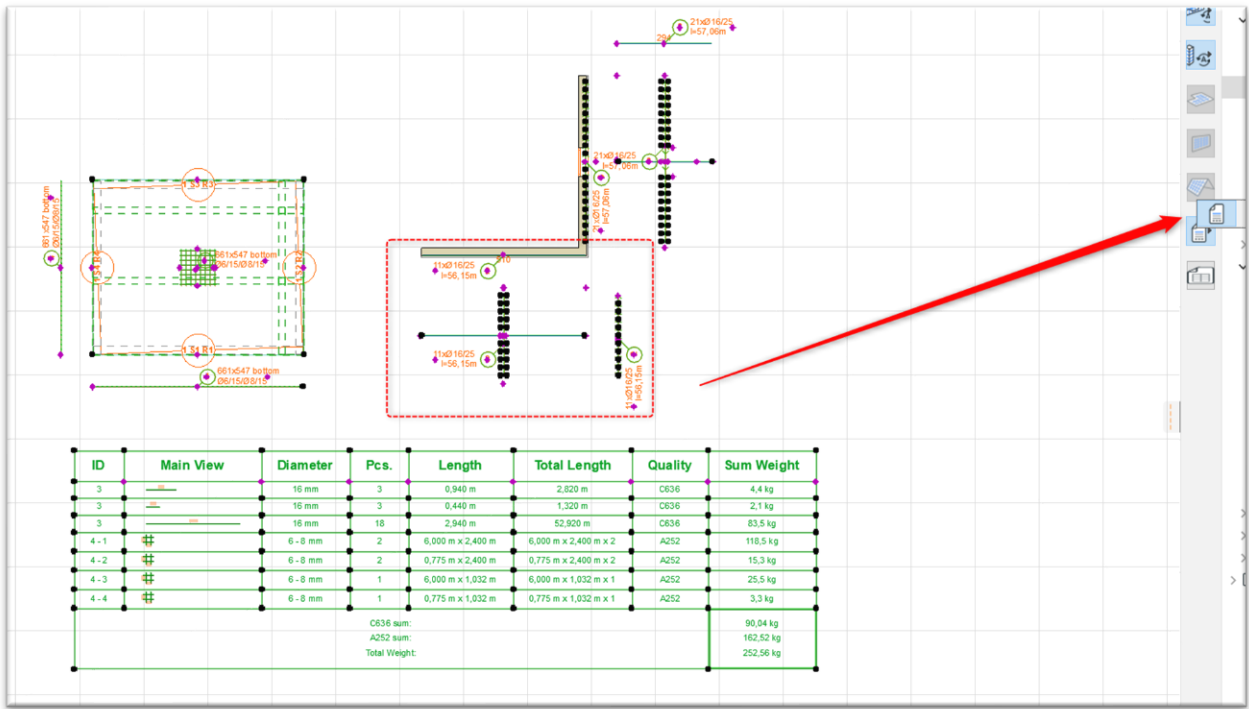 21xØ16/25
l=57,06m
294
21xØ16/25
l=57,06m
21xØ16/25
l=57,06m
1 S3 R3
661x547 bottom
Ø6/15/Ø8/15
661x547 bottom
Ø6/15/Ø8/15
1 S1 R1
661x547 bottom
Ø6/15/Ø8/15
11xØ16/25
l=56,15m
910
11xØ16/25
l=56,15m
11xØ16/25
l=56,15m
ID Main View Diameter Pcs. Length Total Length Quality Sum Weight
3 16 mm 3 0,940 m 2,820 m C636 4,4 kg
3 16 mm 3 0,440 m 1,320 m C636 2,1 kg
3 16 mm 18 2,940 m 52,920 m C636 83,5 kg
4 - 1 6 - 8 mm 2 6,000 m x 2,400 m 6,000 m x 2,400 m x 2 A252 118,5 kg
4 - 2 6 - 8 mm 2 0,775 m x 2,400 m 0,775 m x 2,400 m x 2 A252 15,3 kg
4 - 3 6 - 8 mm 1 6,000 m x 1,032 m 6,000 m x 1,032 m x 1 A252 25,5 kg
4 - 4 6 - 8 mm 1 0,775 m x 1,032 m 0,775 m x 1,032 m x 1 A252 3,3 kg
C636 sum: 90,04 kg
A252 sum: 162,52 kg
Total Weight: 252,56 kg